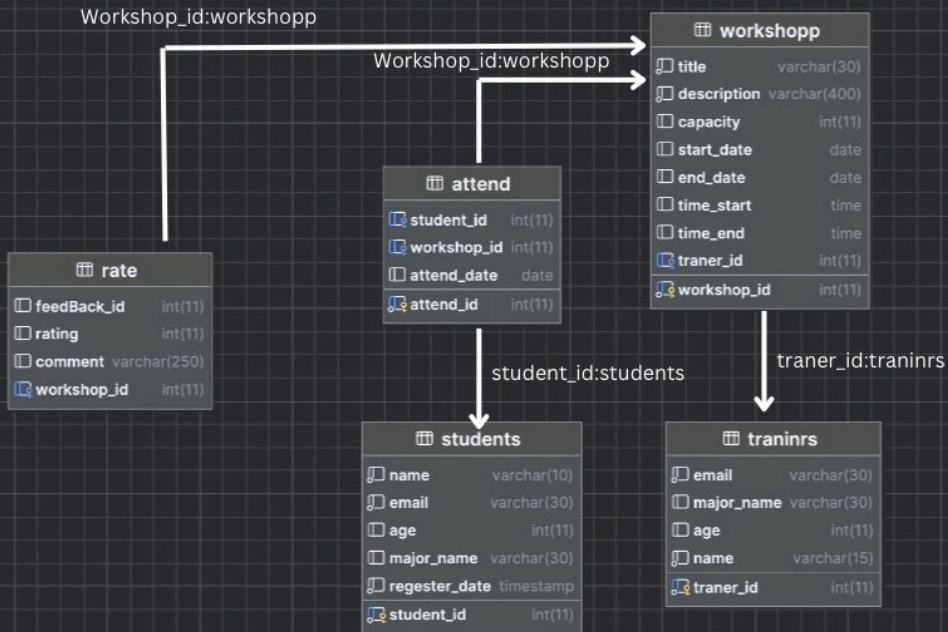 Workshop_id:workshopp
Workshop_id:workshopp
workshopp
title varchar(30)
description varchar(400)
capacity int(11)
start_date date
end_date date
time_start time
time_end time
traner_id int(11)
workshop_id int(11)
attend
student_id int(11)
workshop_id int(11)
attend_date date
attend_id int(11)
rate
feedBack_id int(11)
rating int(11)
comment varchar(250)
workshop_id int(11)
student_id:students
traner_id:traninrs
students
name varchar(10)
email varchar(30)
age int(11)
major_name varchar(30)
regester_date timestamp
student_id int(11)
traninrs
email varchar(30)
major_name varchar(30)
age int(11)
name varchar(15)
traner_id int(11)